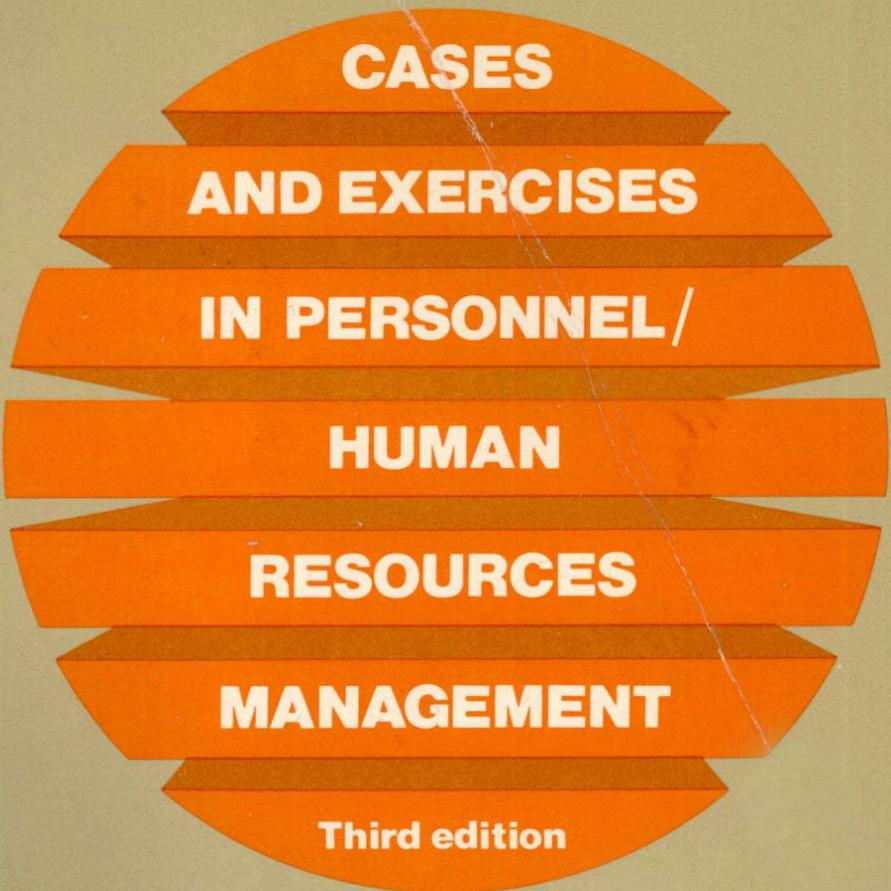 CASES
AND EXERCISES
IN PERSONNEL/
HUMAN
RESOURCES
MANAGEMENT
Third edition